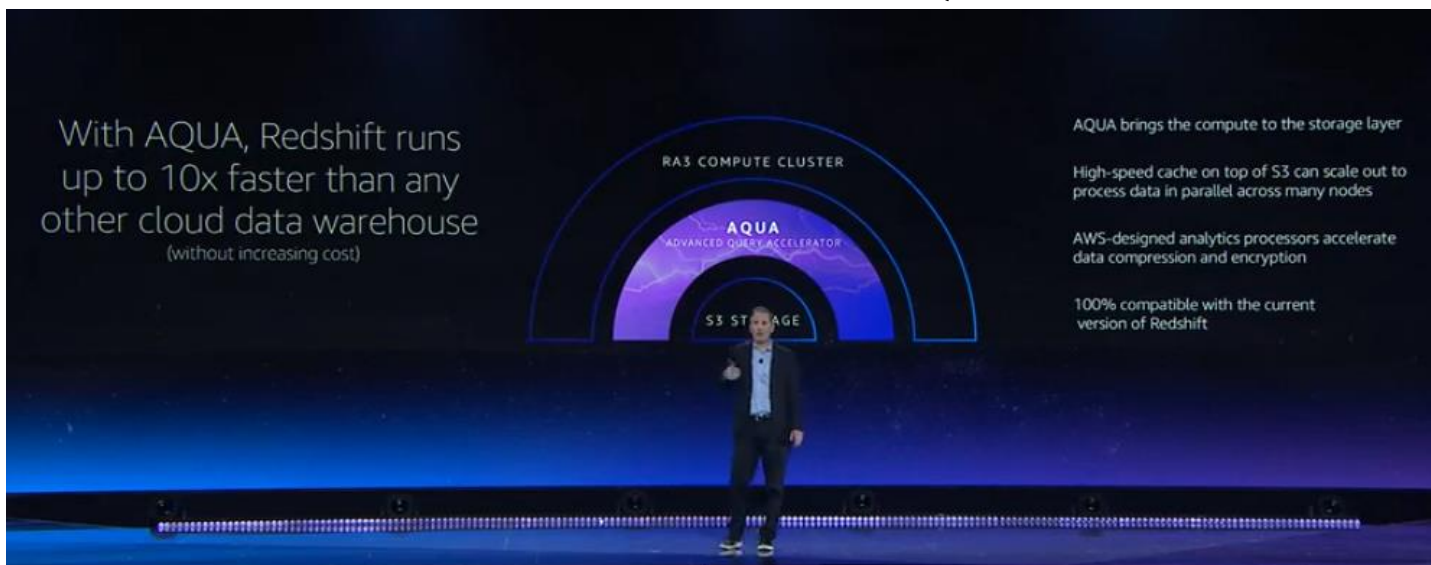 With AQUA, Redshift runs
up to 10x faster than any
other cloud data warehouse
(without increasing cost)
RA3 COMPUTE CLUSTER
AQUA
ADVANCED QUERY ACCELERATOR
S3 ST AGE
AQUA brings the compute to the storage layer
High-speed cache on top of S3 can scale out to
process data in parallel across many nodes
AWS-designed analytics processors accelerate
data compression and encryption
100% compatible with the current
version of Redshift